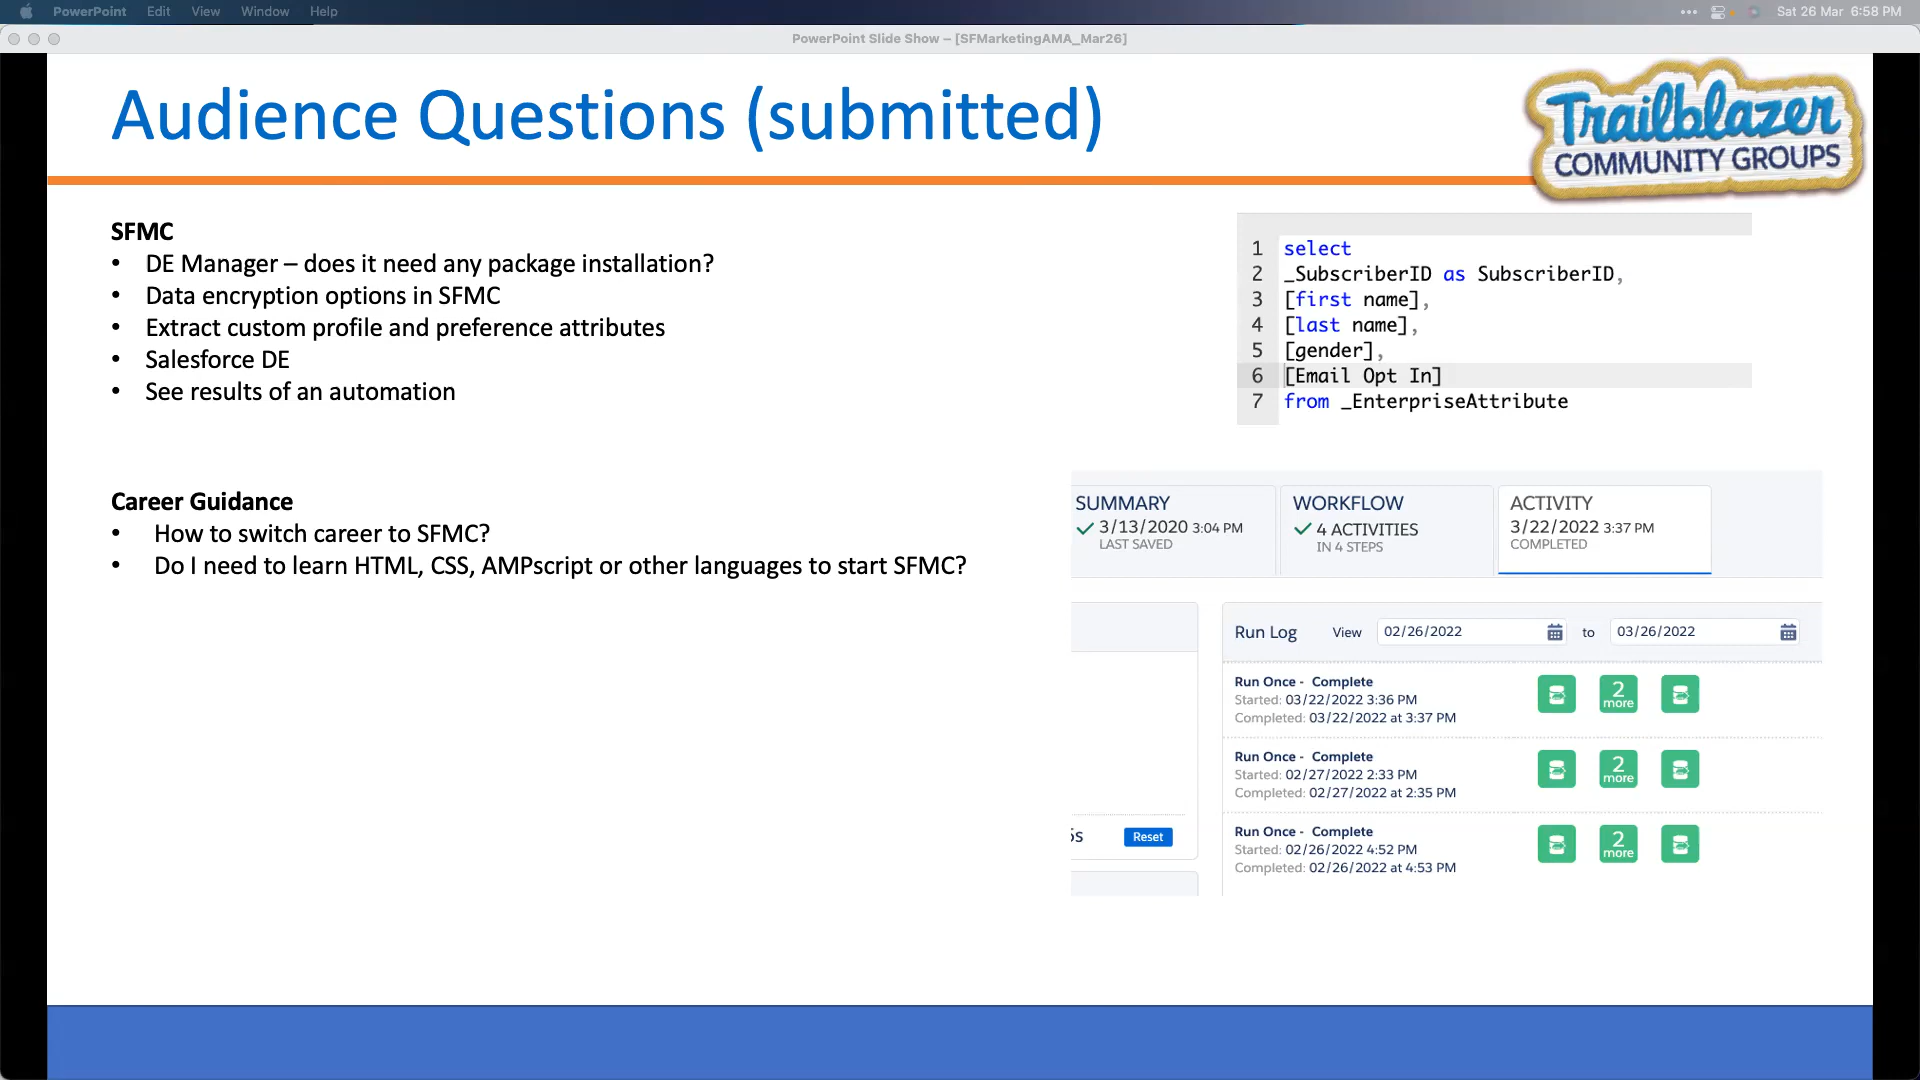 PowerPoint Edit View Window Help
Sat 26 Mar 6:58 PM
PowerPoint Slide Show – [SFMarketingAMA_Mar26]
Audience Questions (submitted)
Trailblazer
COMMUNITY GROUPS
SFMC
• DE Manager – does it need any package installation?
• Data encryption options in SFMC
• Extract custom profile and preference attributes
• Salesforce DE
• See results of an automation
Career Guidance
• How to switch career to SFMC?
• Do I need to learn HTML, CSS, AMPscript or other languages to start SFMC?
1 select
2 _SubscriberID as SubscriberID,
3 [first name],
4 [last name],
5 [gender],
6 [Email Opt In]
7 from _EnterpriseAttribute
SUMMARY
3/13/2020 3:04 PM
LAST SAVED
WORKFLOW
4 ACTIVITIES
IN 4 STEPS
ACTIVITY
3/22/2022 3:37 PM
COMPLETED
Reset
Run Log View 02/26/2022 to 03/26/2022
Run Once - Complete
Started: 03/22/2022 3:36 PM
Completed: 03/22/2022 at 3:37 PM
2
more
Run Once - Complete
Started: 02/27/2022 2:33 PM
Completed: 02/27/2022 at 2:35 PM
2
more
Run Once - Complete
Started: 02/26/2022 4:52 PM
Completed: 02/26/2022 at 4:53 PM
2
more